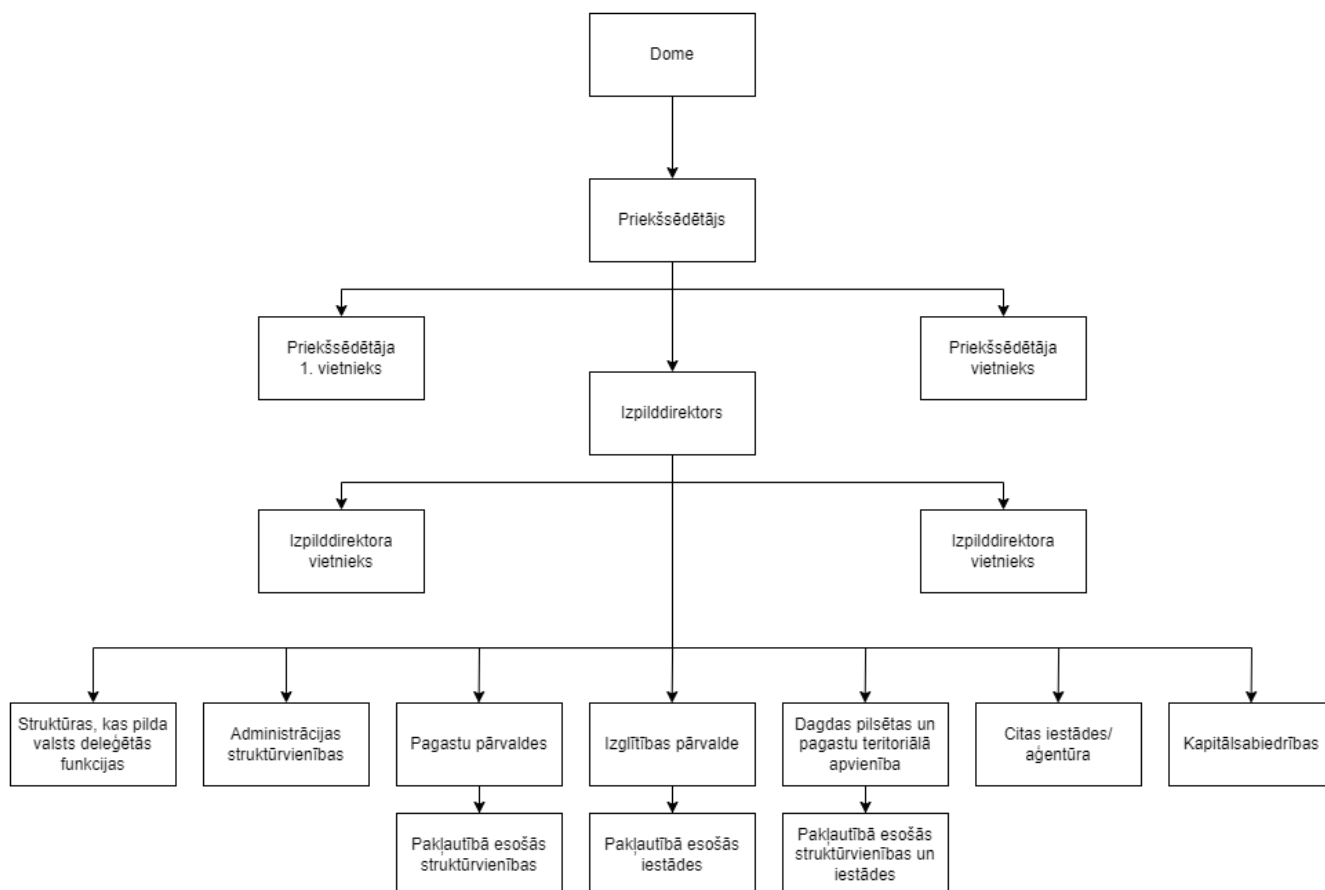 Dome
Priekšsēdētājs
Priekšsēdētāja
1. vietnieks
Priekšsēdētāja
vietnieks
Izpilddirektors
Izpilddirektora
vietnieks
Izpilddirektora
vietnieks
Struktūras, kas pilda
valsts deleģētās
funkcijas
Administrācijas
struktūrvienības
Pagastu pārvaldes
Izglītības pārvalde
Dagdas pilsētas un
pagastu teritoriālā
apvienība
Citas iestādes/
aģentūra
Kapitālsabiedrības
Pakļautībā esošās
struktūrvienības
Pakļautībā esošās
iestādes
Pakļautībā esošās
struktūrvienības un
iestādes